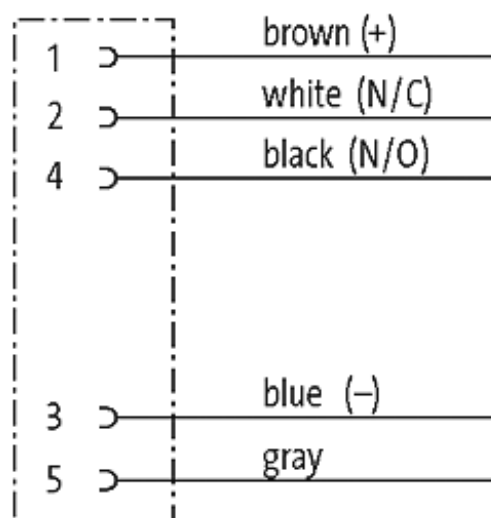 1 brown (+)
2 white (N/C)
4 black (N/O)
3 blue (–)
5 gray